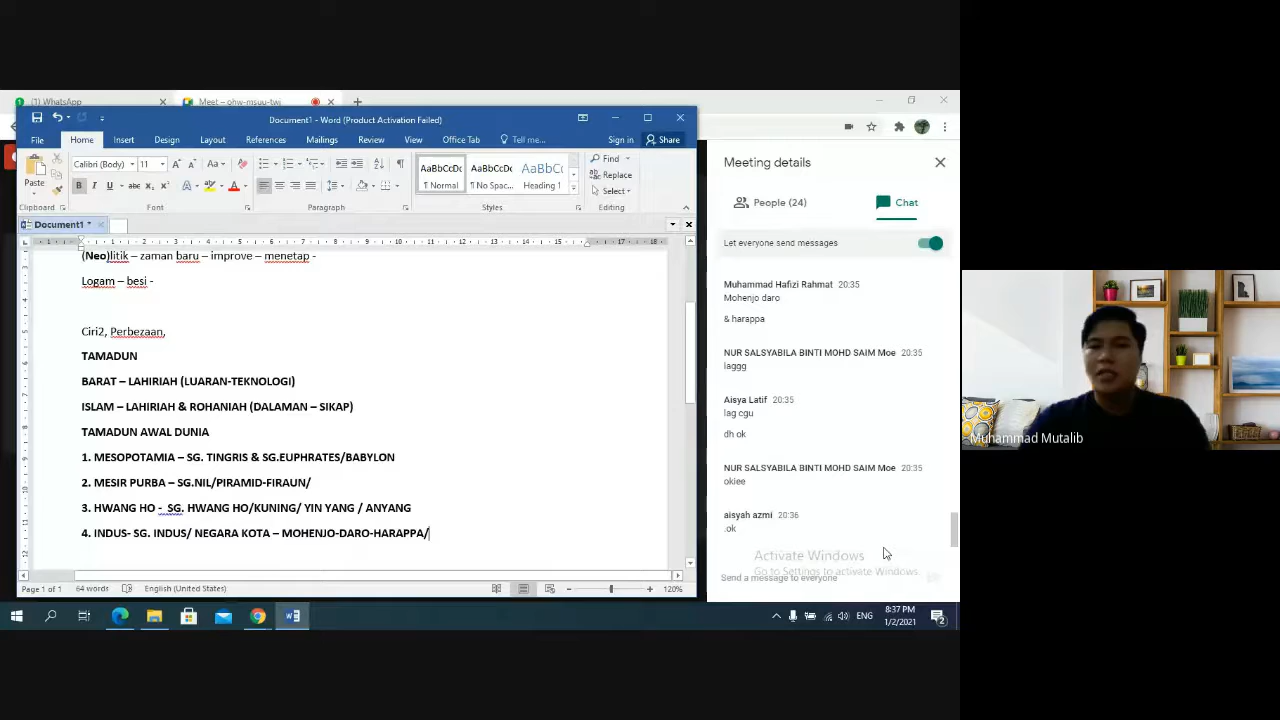 (1) WhatsApp
Meet – ohw-msuu-twj
Document1 - Word (Product Activation Failed)
File Home Insert Design Layout References Mailings Review View Office Tab Tell me... Sign in Share
Paste
Calibri (Body) 11
Find
Replace
Select
AaBbCcDc AaBbCcDc AaBbCc
¶ Normal ¶ No Spac... Heading 1
Clipboard Font Paragraph Styles Editing
Document1 *
(Neo)litik – zaman baru – improve – menetap -
Logam – besi -
Ciri2, Perbezaan,
TAMADUN
BARAT – LAHIRIAH (LUARAN-TEKNOLOGI)
ISLAM – LAHIRIAH & ROHANIAH (DALAMAN – SIKAP)
TAMADUN AWAL DUNIA
1. MESOPOTAMIA – SG. TINGRIS & SG.EUPHRATES/BABYLON
2. MESIR PURBA – SG.NIL/PIRAMID-FIRAUN/
3. HWANG HO - SG. HWANG HO/KUNING/ YIN YANG / ANYANG
4. INDUS- SG. INDUS/ NEGARA KOTA – MOHENJO-DARO-HARAPPA/
Page 1 of 1 64 words English (United States) 120%
Meeting details
People (24) Chat
Let everyone send messages
Muhammad Hafizi Rahmat 20:35
Mohenjo daro
& harappa
NUR SALSYABILA BINTI MOHD SAIM Moe 20:35
laggg
Aisya Latif 20:35
lag cgu
dh ok
NUR SALSYABILA BINTI MOHD SAIM Moe 20:35
okiee
aisyah azmi 20:36
.ok
Activate Windows
Go to Settings to activate Windows.
Send a message to everyone
ENG
8:37 PM
1/2/2021
2
Muhammad Mutalib